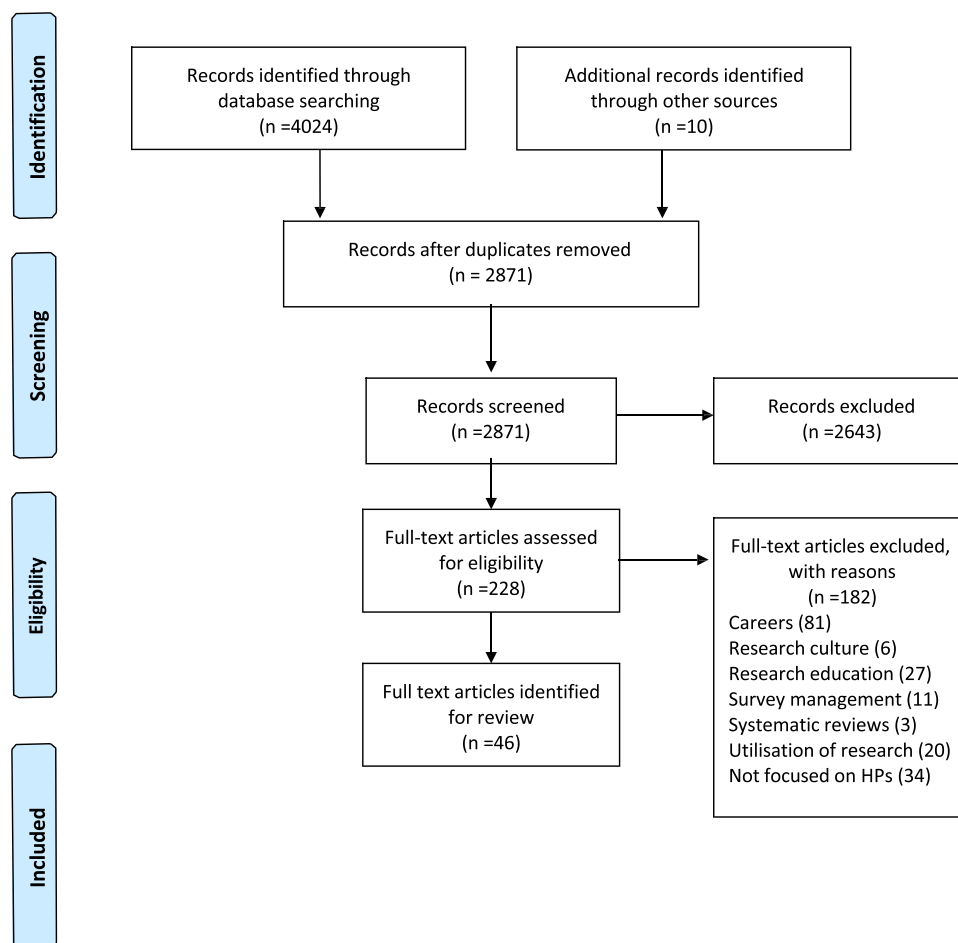 Identification
Records identified through
database searching
(n =4024)
Additional records identified
through other sources
(n =10)
Records after duplicates removed
(n = 2871)
Screening
Records screened
(n =2871)
Records excluded
(n =2643)
Eligibility
Full-text articles assessed
for eligibility
(n =228)
Full-text articles excluded,
with reasons
(n =182)
Careers (81)
Research culture (6)
Research education (27)
Survey management (11)
Systematic reviews (3)
Utilisation of research (20)
Not focused on HPs (34)
Full text articles identified
for review
(n =46)
Included